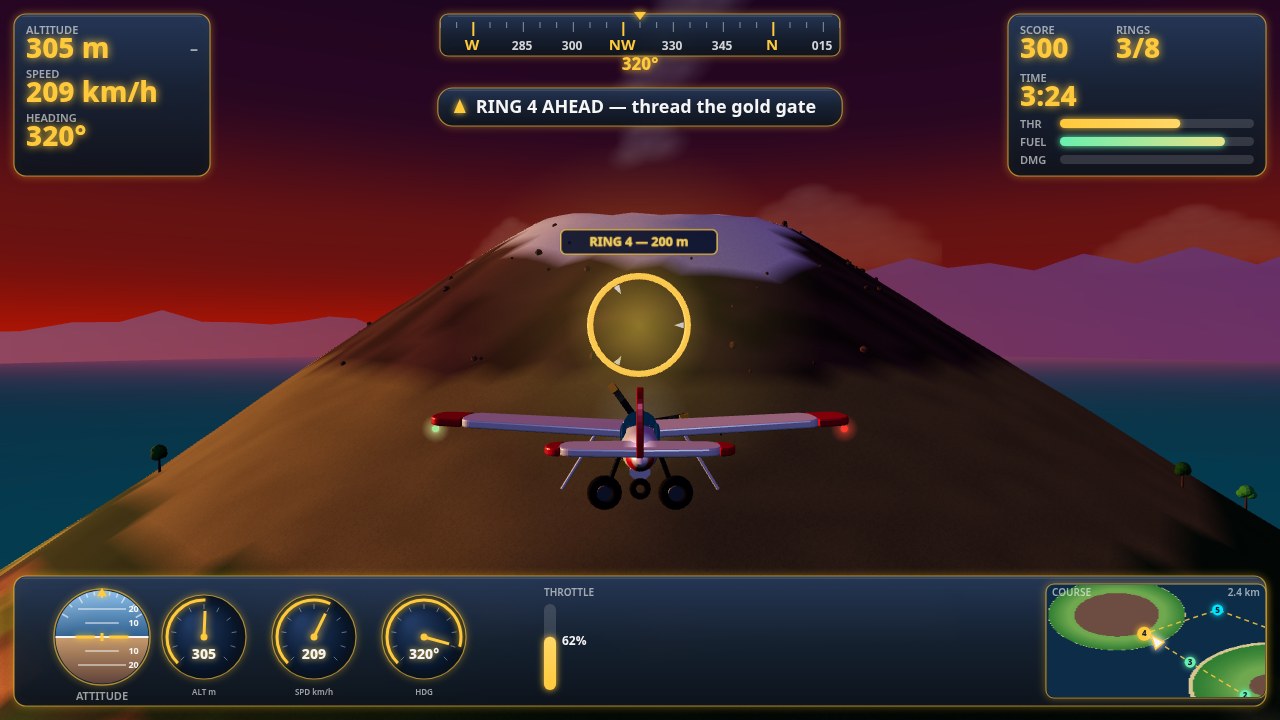 ALTITUDE
305 m
–
SPEED
209 km/h
HEADING
320°
W 285 300 NW 330 345 N 015
320°
RING 4 AHEAD — thread the gold gate
SCORE RINGS
300 3/8
TIME
3:24
THR
FUEL
DMG
RING 4 — 200 m
20
10
10
20
ATTITUDE
305
ALT m
209
SPD km/h
320°
HDG
THROTTLE
62%
COURSE 2.4 km
5
4
3
2